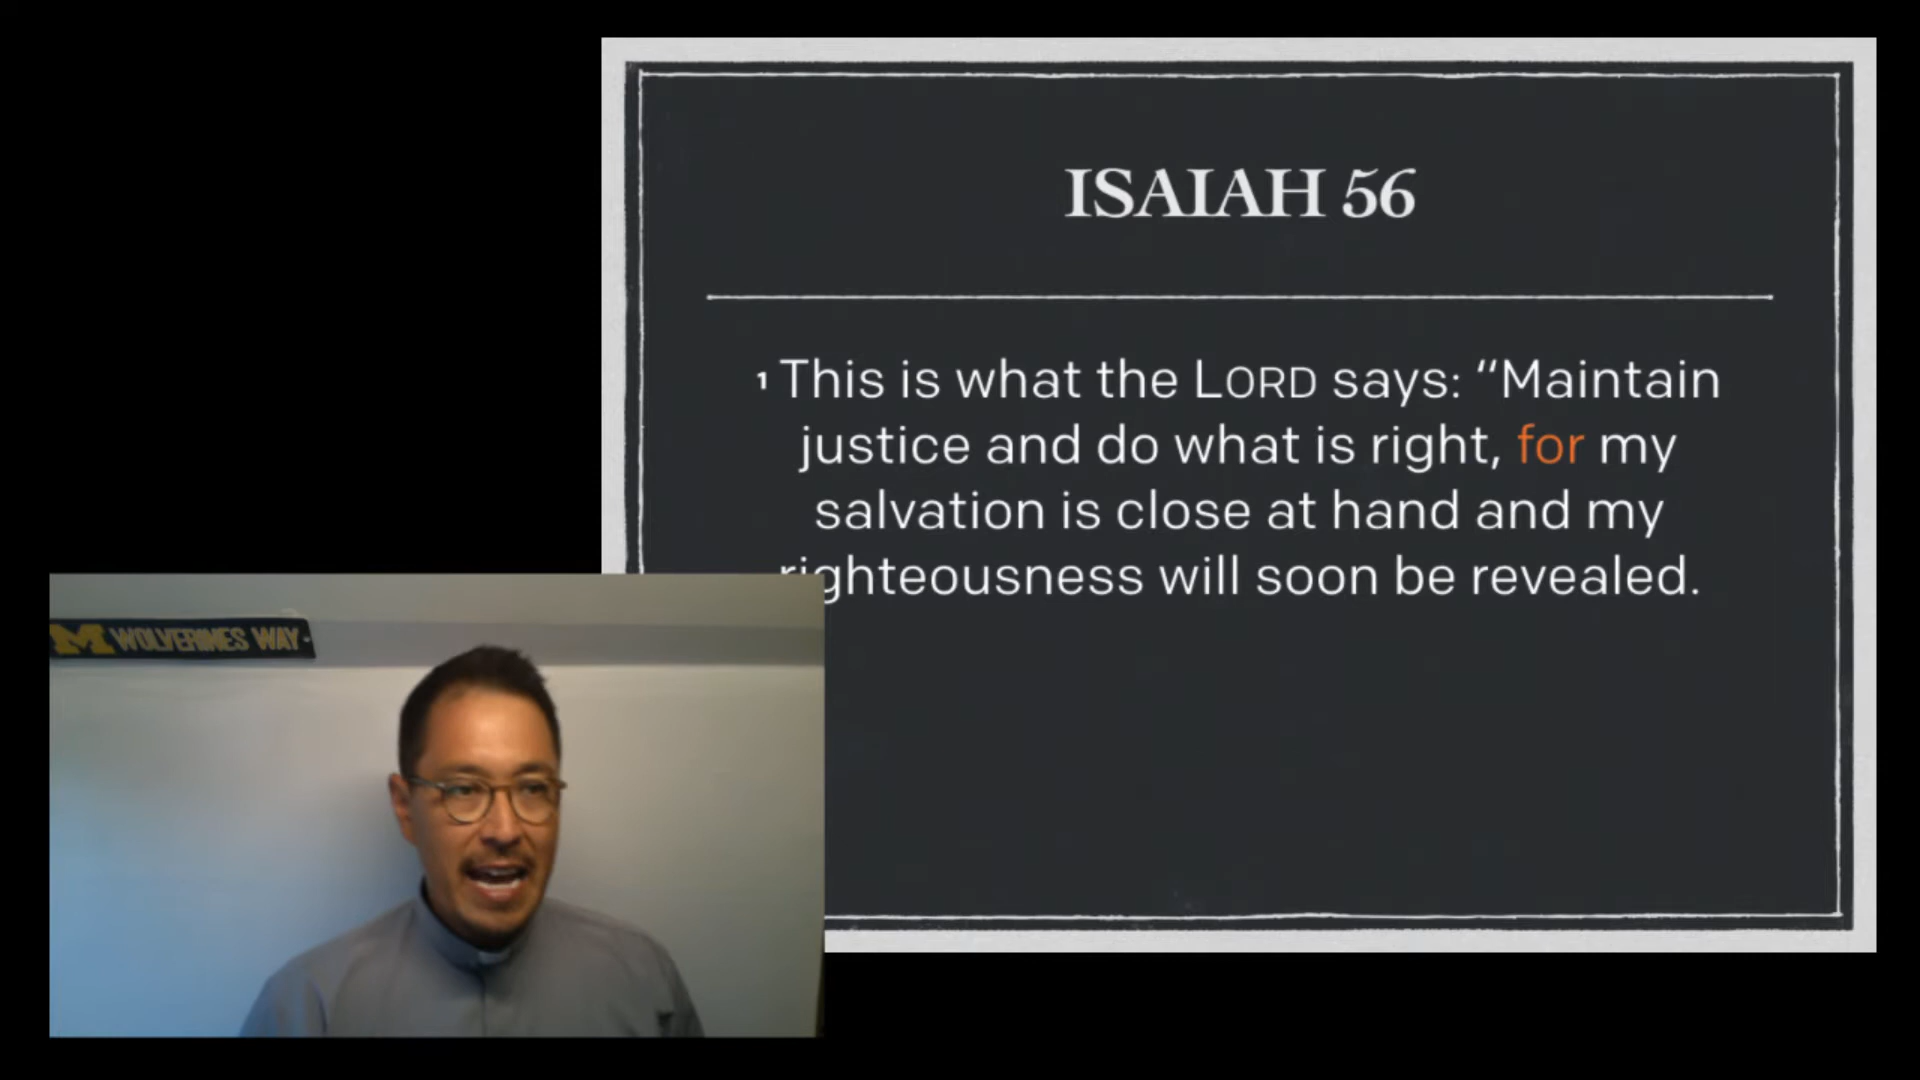 ISAIAH 56
1 This is what the LORD says: “Maintain
justice and do what is right, for my
salvation is close at hand and my
righteousness will soon be revealed.
M WOLVERINES WAY